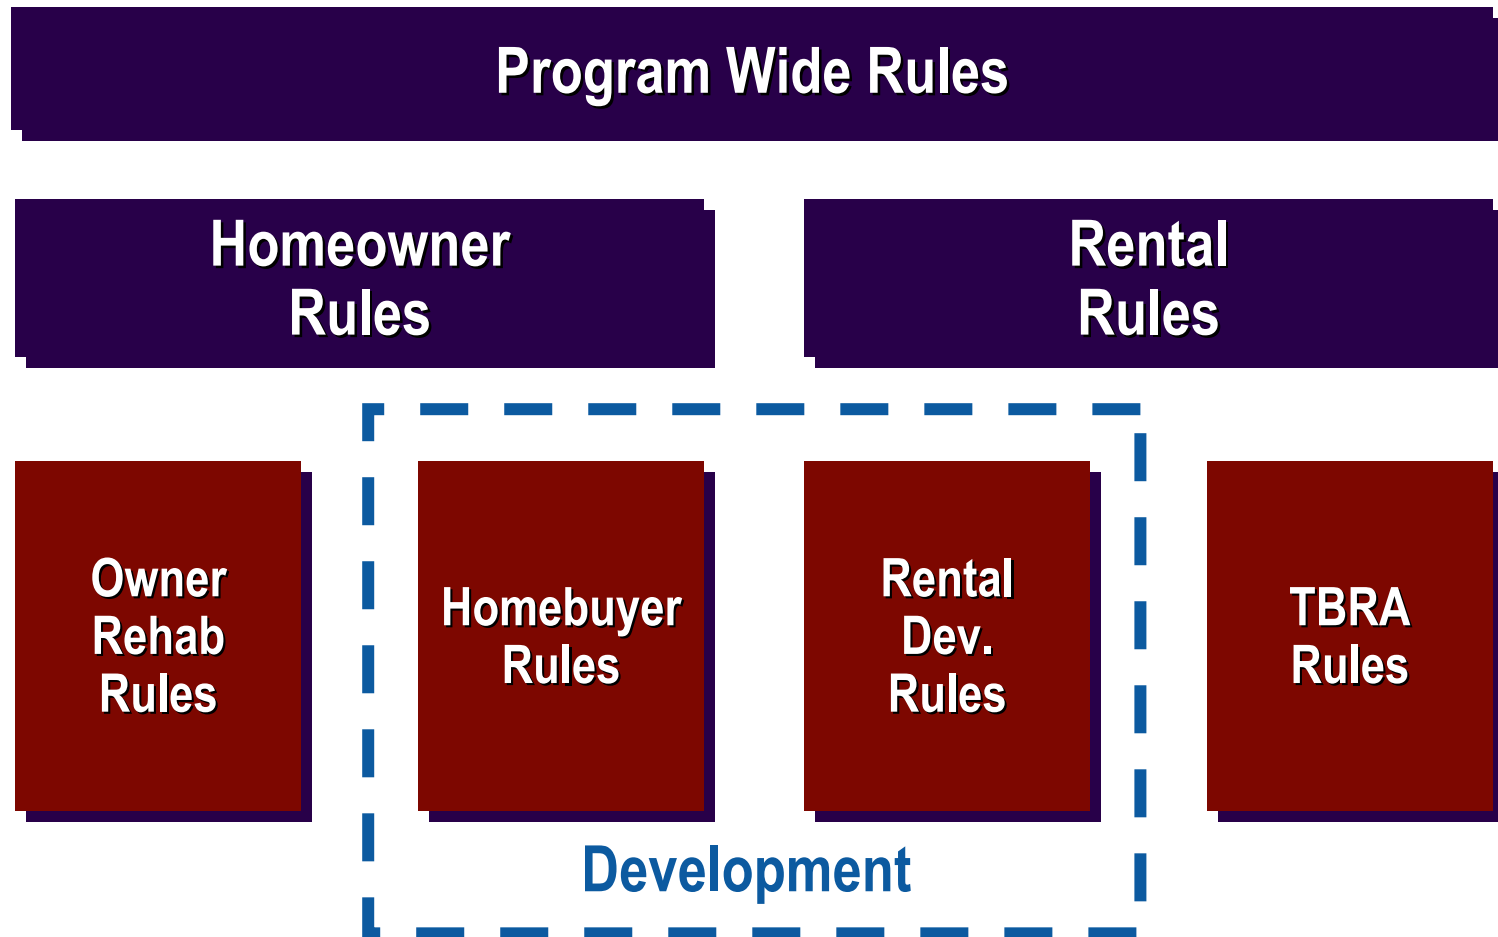 Program Wide Rules
Homeowner
Rules
Rental
Rules
Owner
Rehab
Rules
Homebuyer
Rules
Rental
Dev.
Rules
TBRA
Rules
Development